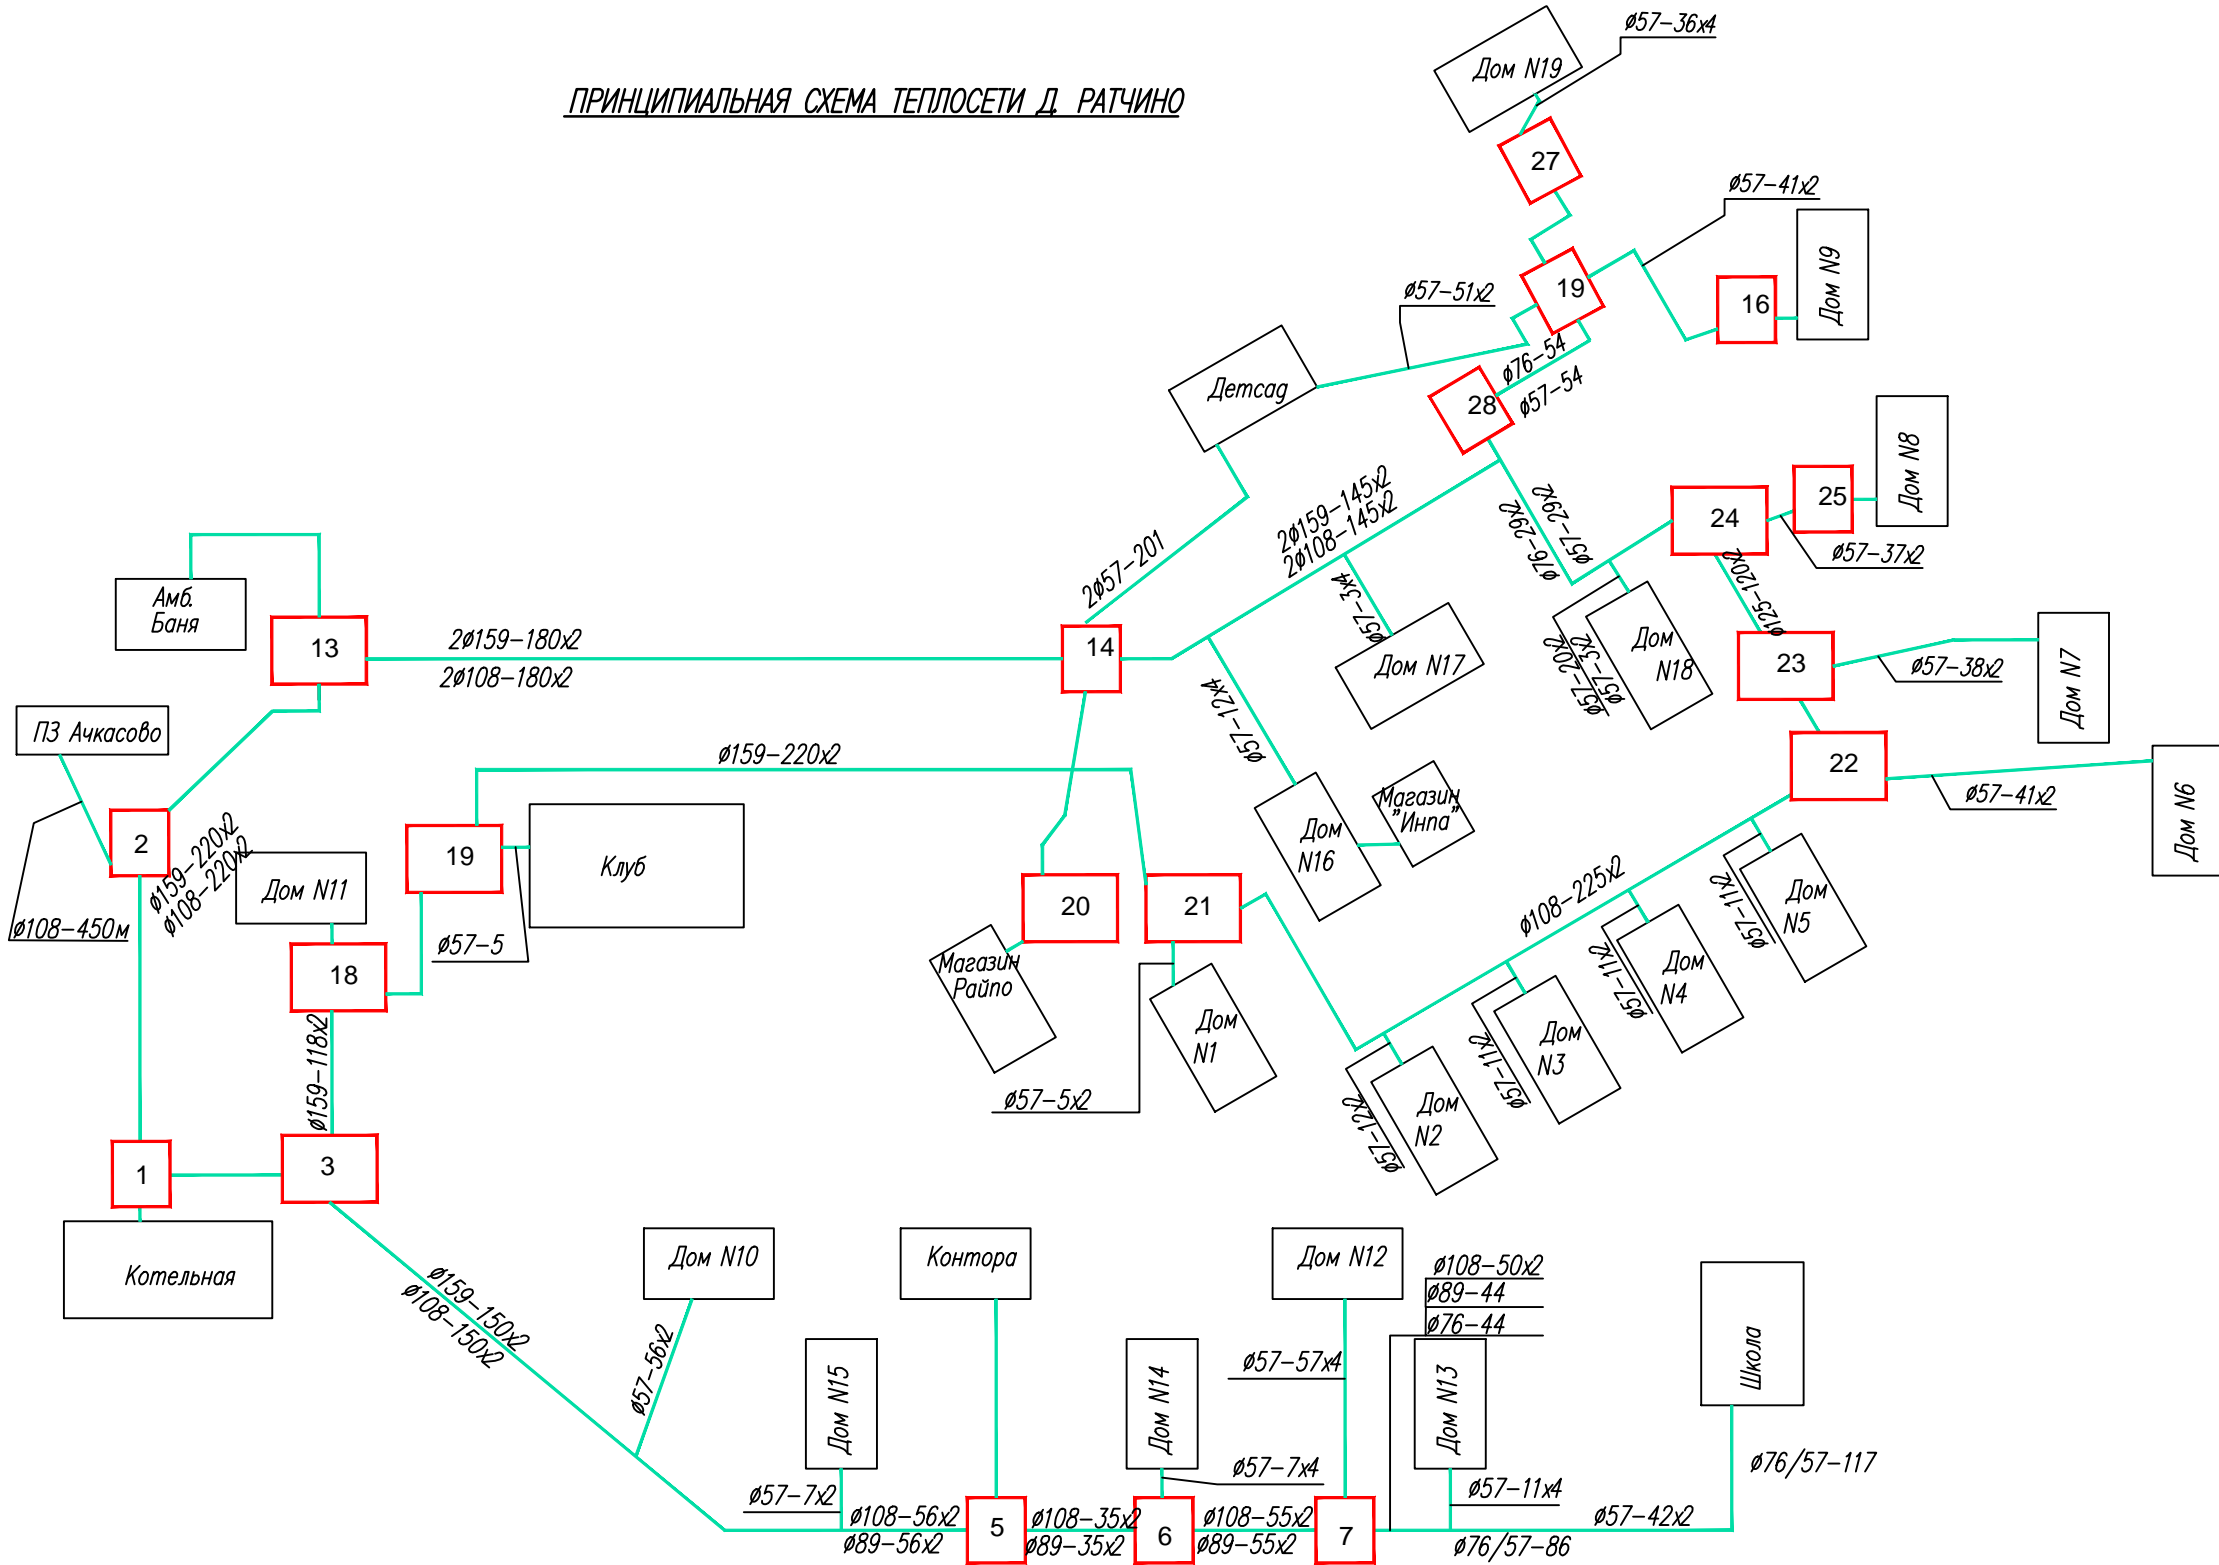 ПРИНЦИПИАЛЬНАЯ СХЕМА ТЕПЛОСЕТИ Д. РАТЧИНО
ø57-36x4
Дом N19
27
ø57-41x2
19
16
Дом N9
ø57-51x2
ø76-54
ø57-54
Детсад
28
2ø159-145x2
2ø108-145x2
ø57-29x2
ø76-29x2
24
25
Дом N8
ø57-37x2
2ø57-201
ø57-3x4
ø125-120x2
Амб.
Баня
13
2ø159-180x2
2ø108-180x2
14
Дом N17
ø57-20x2
ø57-3x2
Дом
N18
23
ø57-38x2
Дом N7
ø57-12x4
ПЗ Ачкасово
ø159-220x2
22
ø57-41x2
Дом N6
2
ø159-220x2
ø108-220x2
19
Клуб
Дом
N16
Магазин
"Инпа"
Дом N11
ø108-450м
ø57-5
20
21
ø108-225x2
ø57-11x2
Дом
N5
18
Магазин
Райпо
ø57-11x2
Дом
N4
Дом
N1
ø57-11x2
Дом
N3
ø159-118x2
ø57-5x2
ø57-12x2
Дом
N2
1
3
Котельная
ø159-150x2
ø108-150x2
Дом N10
Контора
Дом N12
ø108-50x2
ø89-44
ø76-44
ø57-56x2
Дом N15
Дом N14
ø57-57x4
Дом N13
Школа
ø57-7x2
ø57-7x4
ø57-11x4
ø76/57-117
ø108-56x2
ø89-56x2
5
ø108-35x2
ø89-35x2
6
ø108-55x2
ø89-55x2
7
ø57-42x2
ø76/57-86